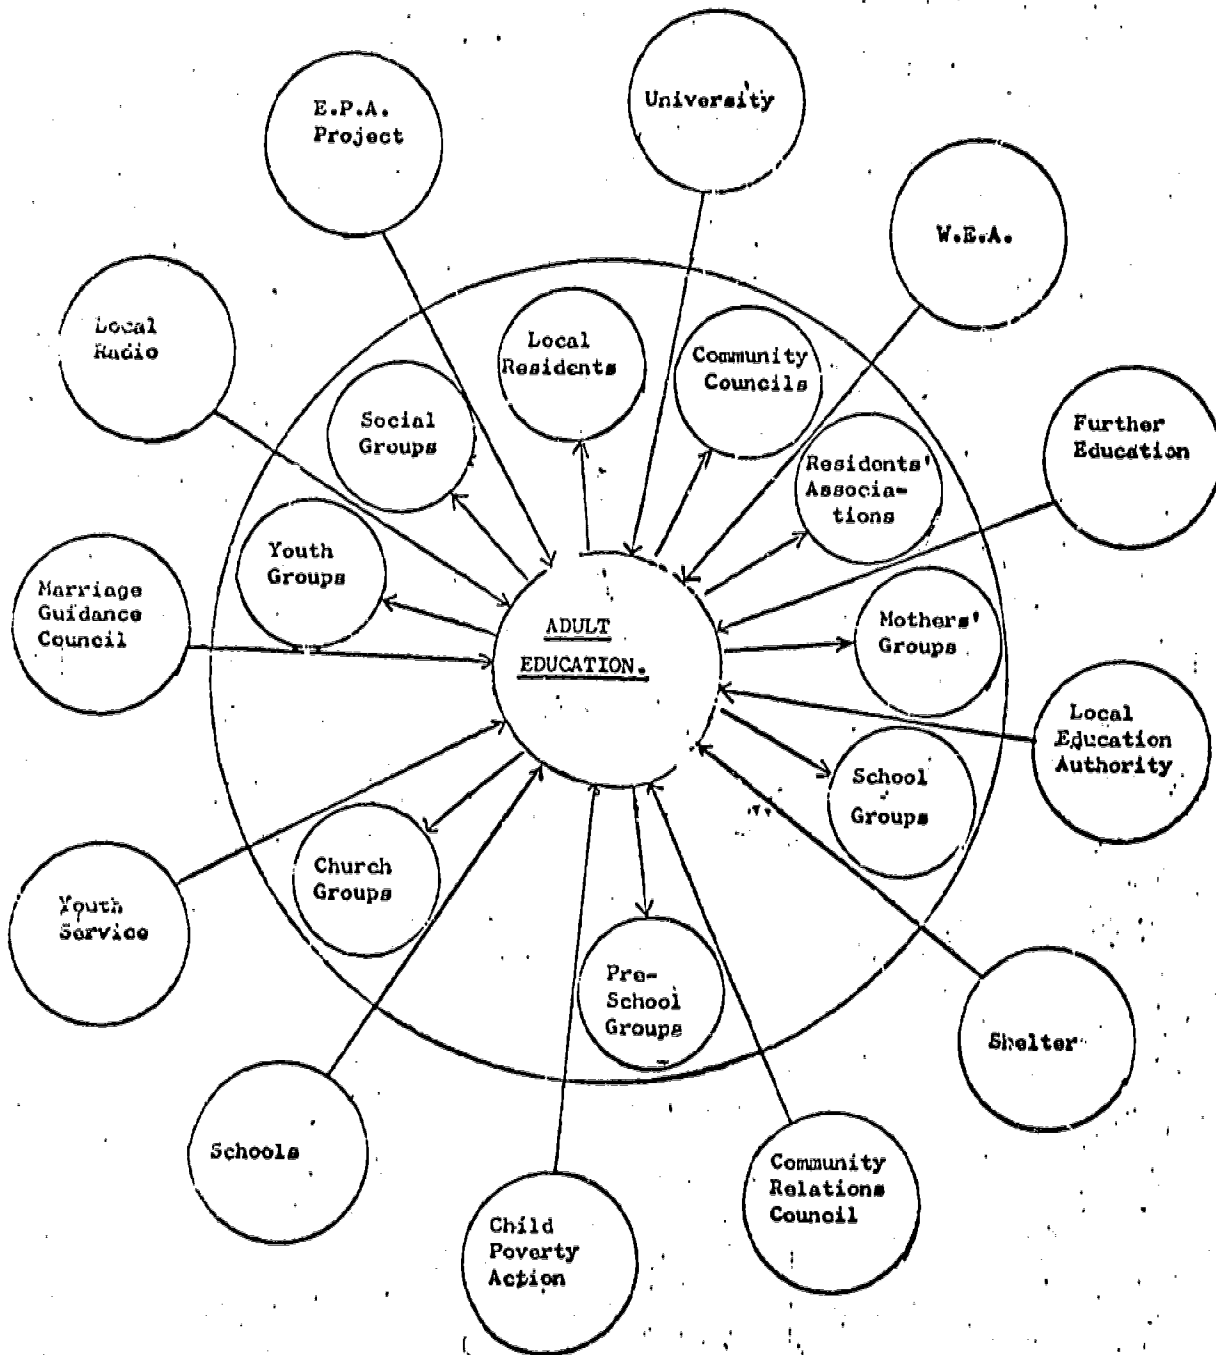 E.P.A.
Project
University
W.E.A.
Local
Radio
Local
Residents
Community
Councils
Social
Groups
Further
Education
Residents'
Associa-
tions
Youth
Groups
Marriage
Guidance
Council
ADULT
EDUCATION.
Mothers'
Groups
Local
Education
Authority
School
Groups
Church
Groups
Youth
Service
Pre-
School
Groups
Shelter
Schools
Community
Relations
Council
Child
Poverty
Action